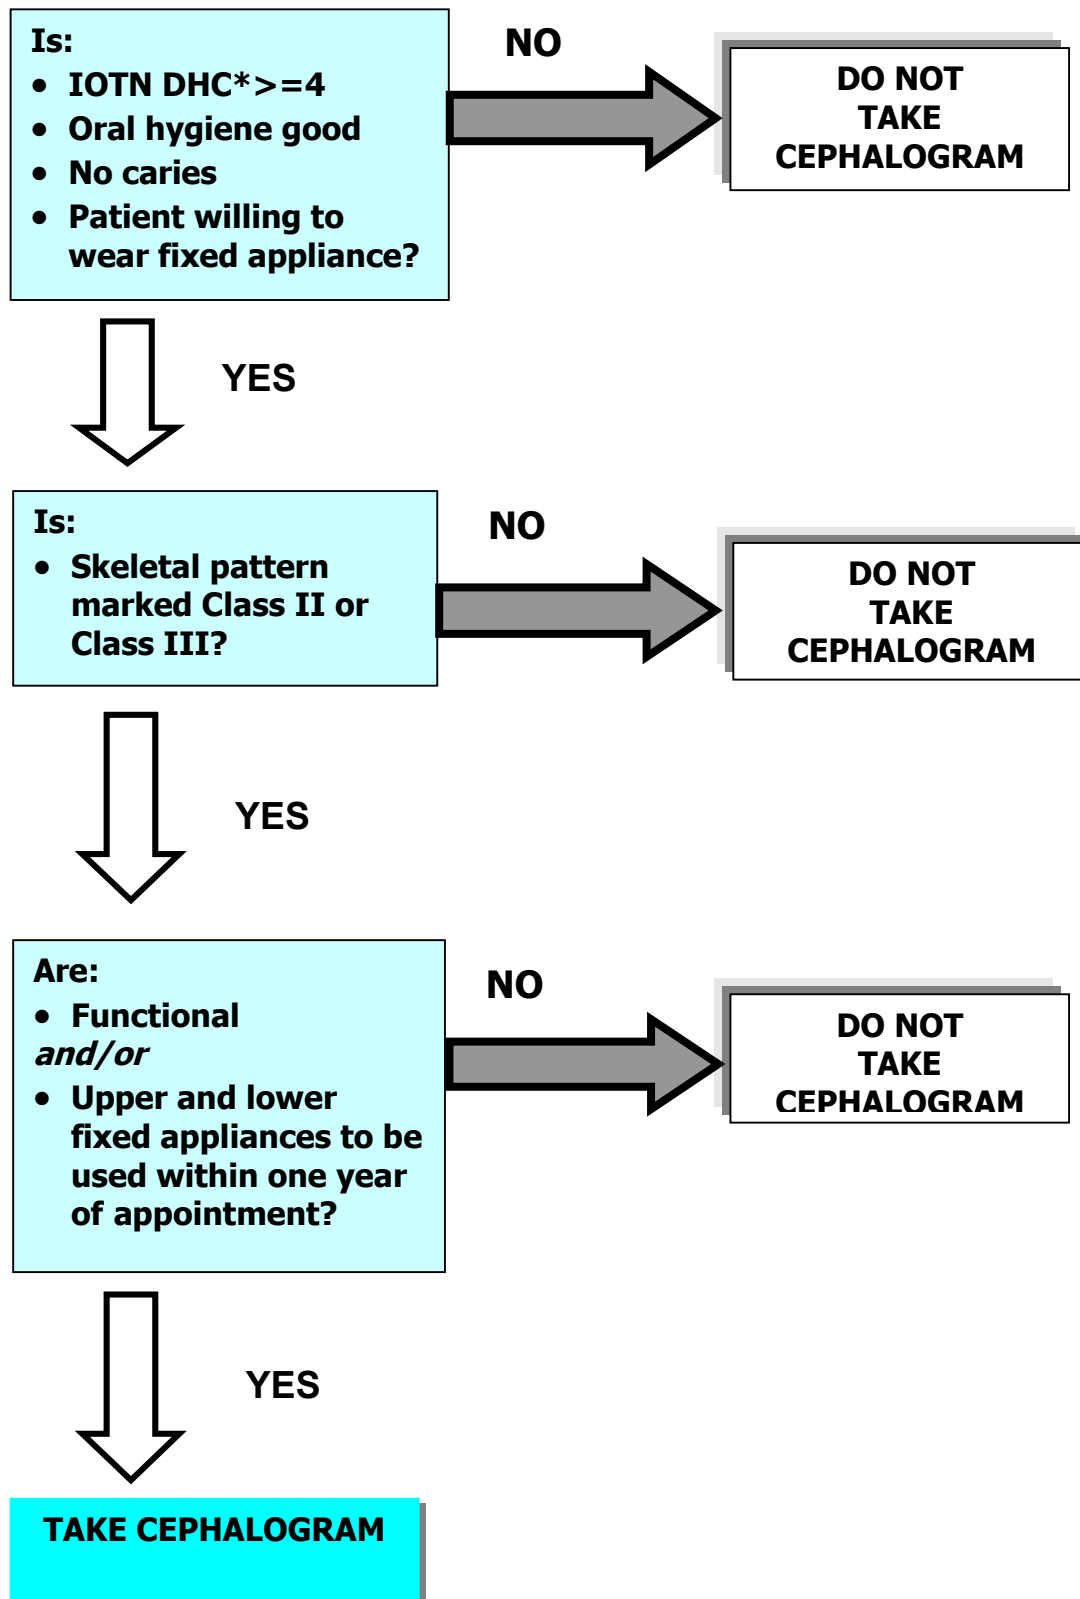 Is:
• IOTN DHC*>=4
• Oral hygiene good
• No caries
• Patient willing to
wear fixed appliance?
NO
DO NOT
TAKE
CEPHALOGRAM
YES
Is:
• Skeletal pattern
marked Class II or
Class III?
NO
DO NOT
TAKE
CEPHALOGRAM
YES
Are:
• Functional
and/or
• Upper and lower
fixed appliances to be
used within one year
of appointment?
NO
DO NOT
TAKE
CEPHALOGRAM
YES
TAKE CEPHALOGRAM